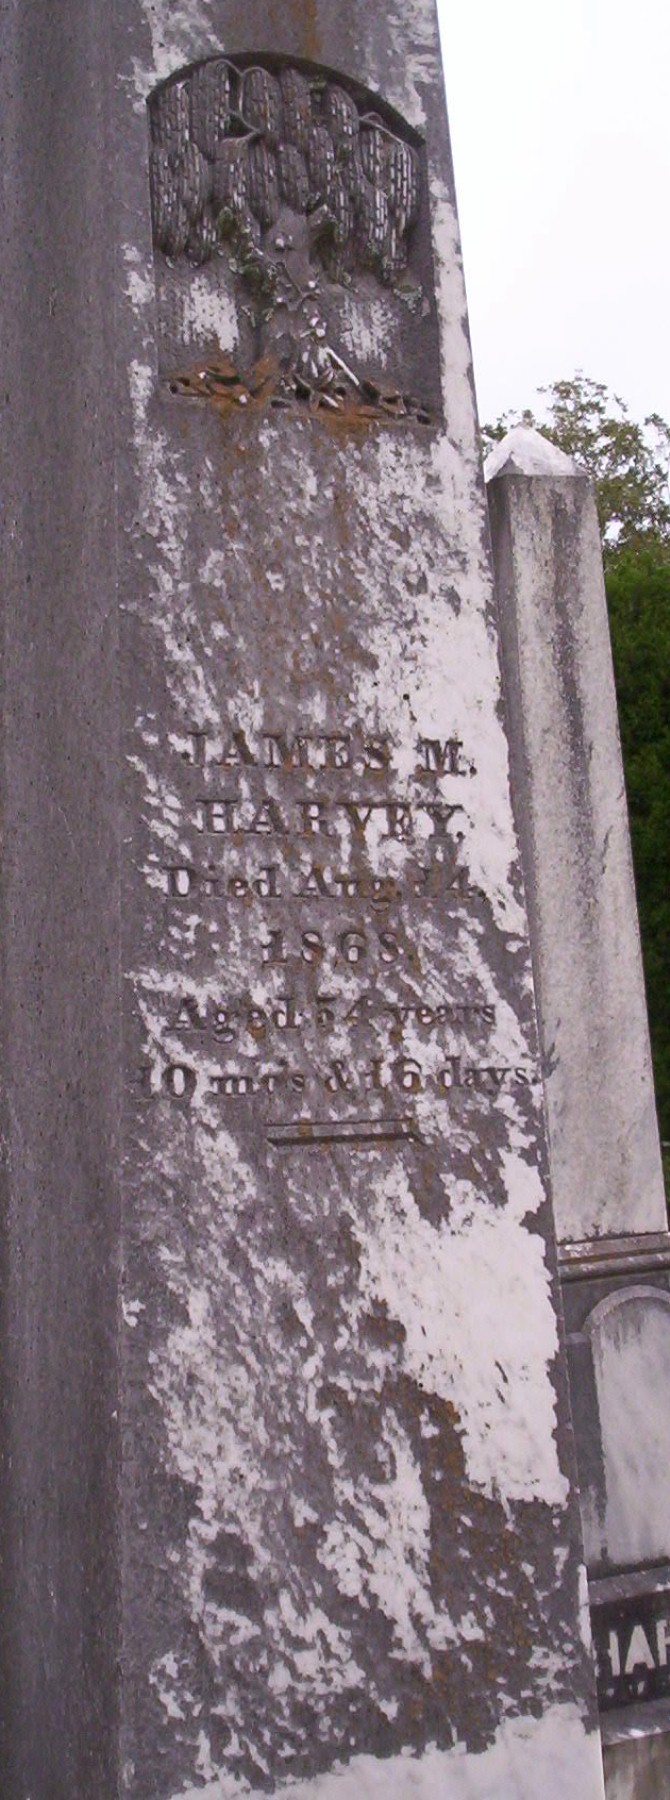 JAMES M.
HARVEY,
Died Aug. 14.
1868.
Aged 54 years
10 mo's & 16 days.
HAR